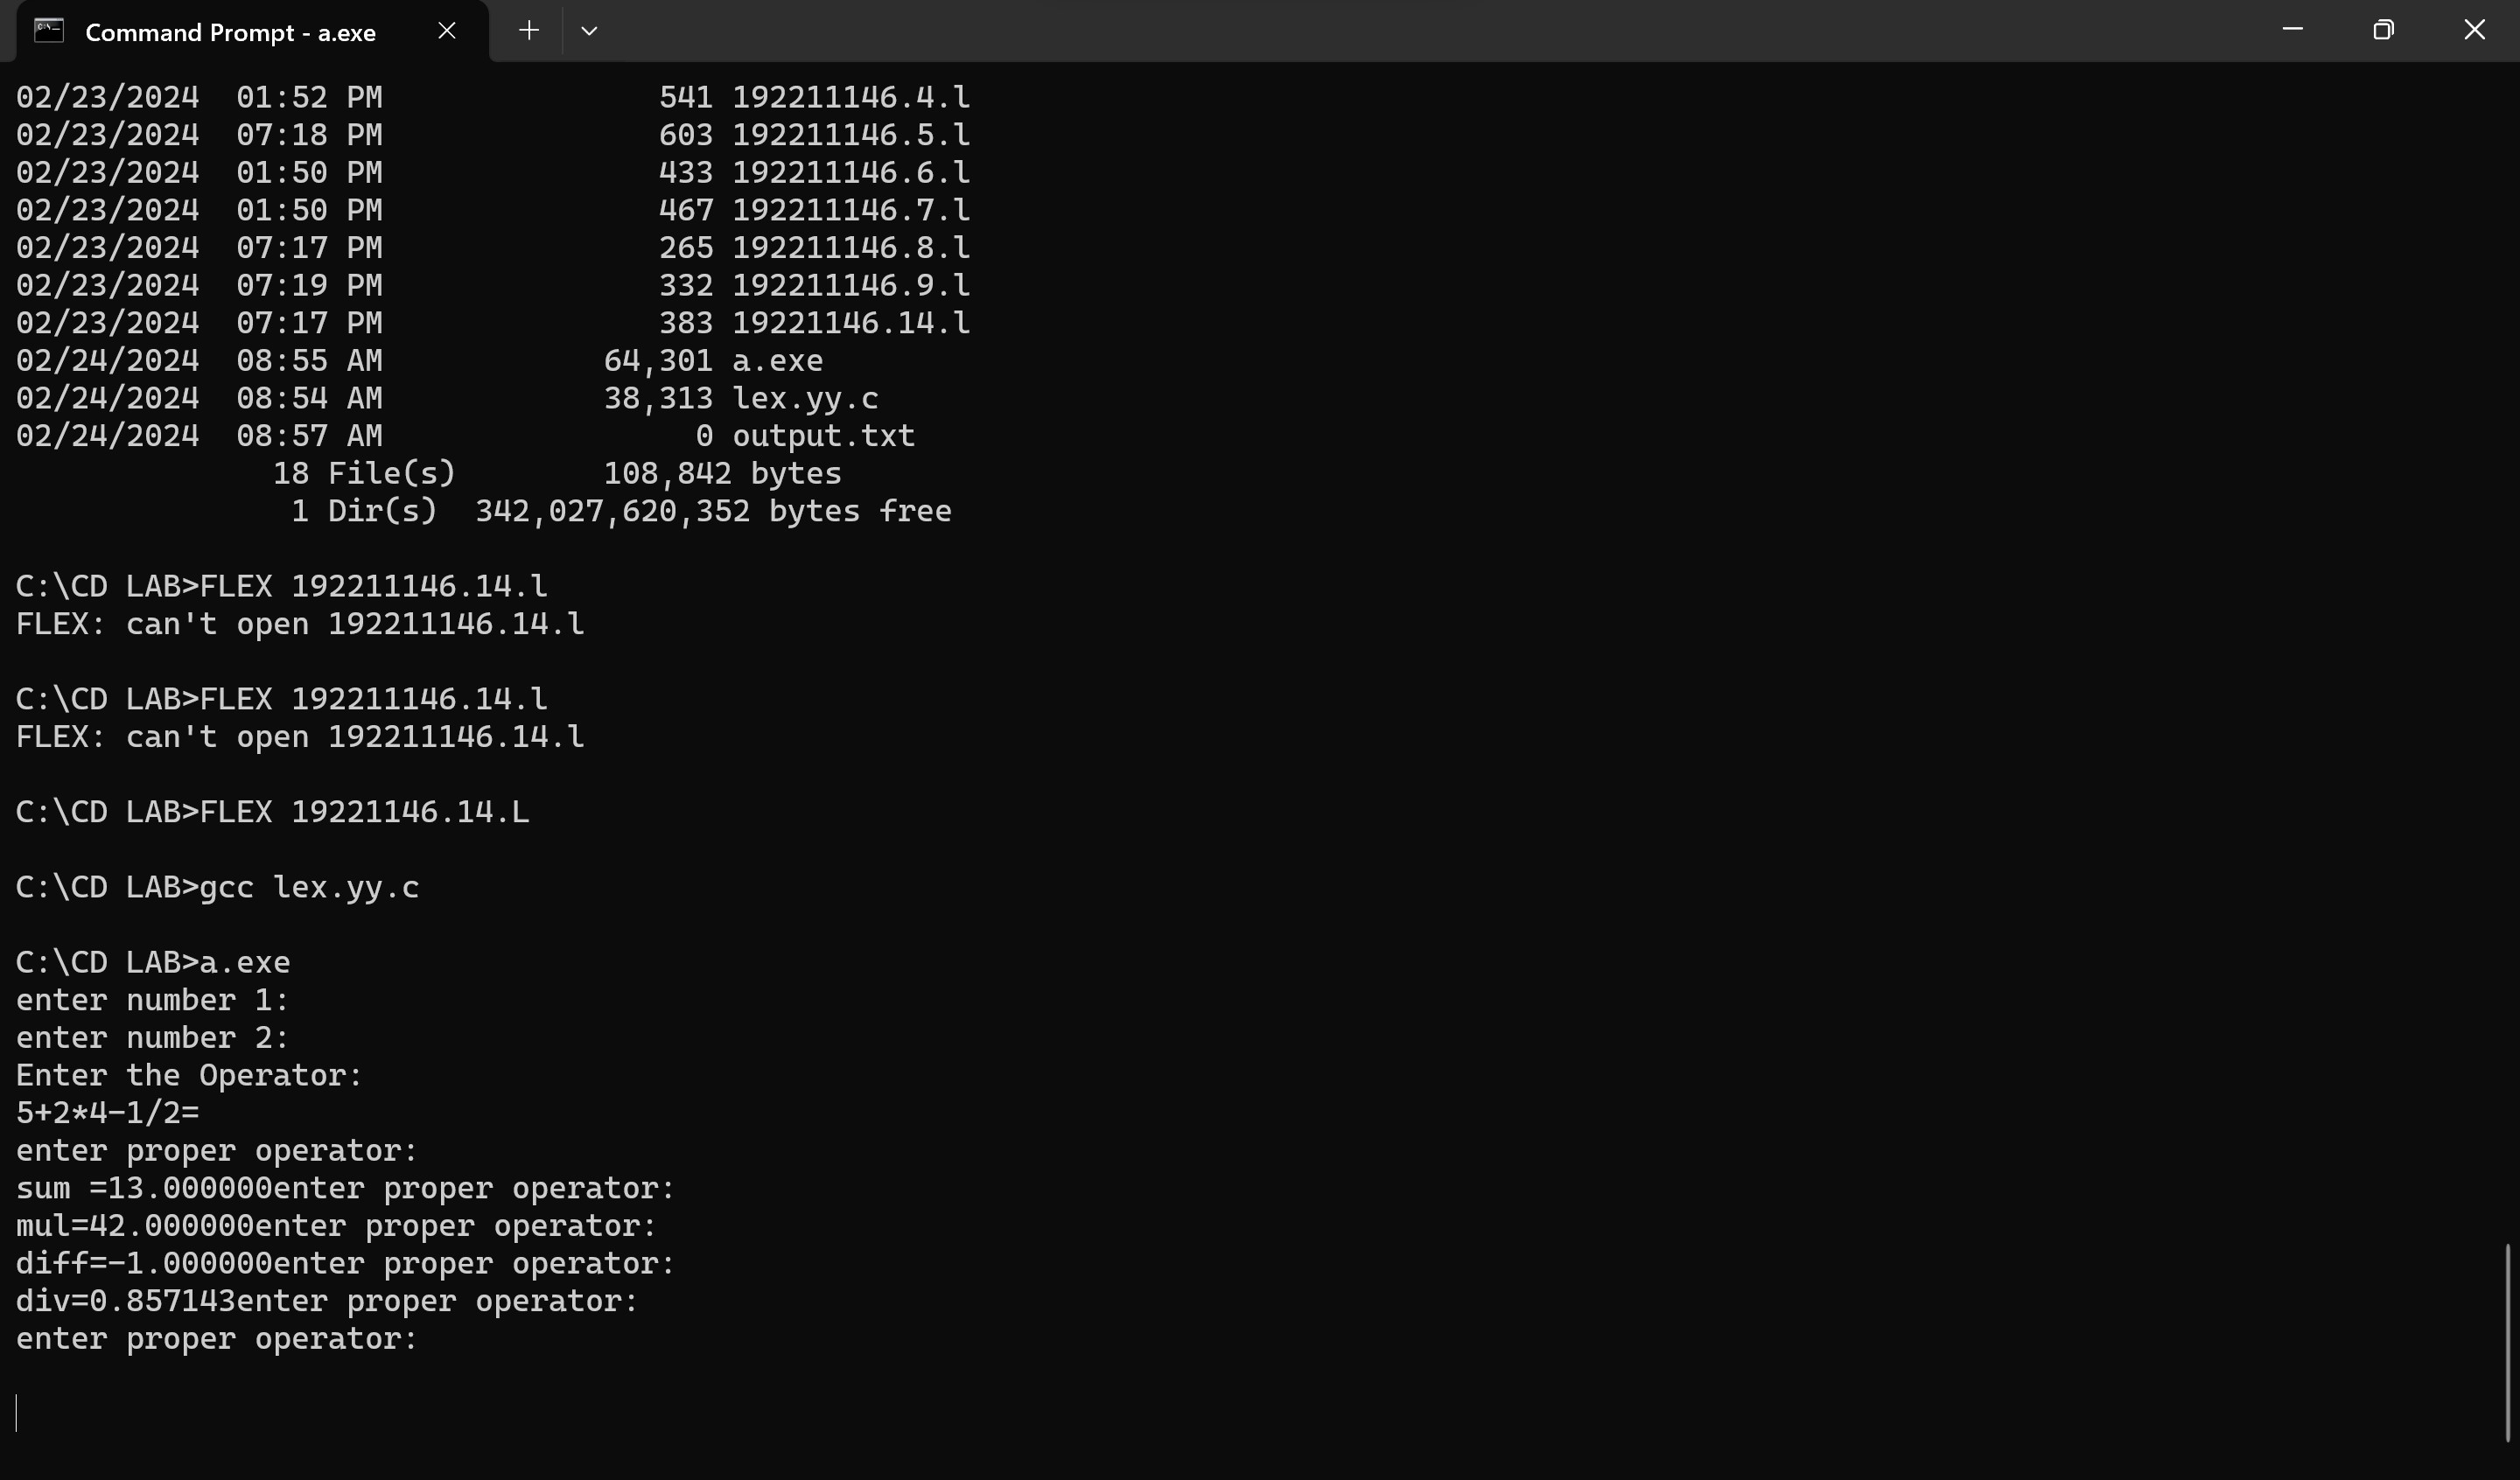 Command Prompt - a.exe
02/23/2024  01:52 PM               541 192211146.4.l
02/23/2024  07:18 PM               603 192211146.5.l
02/23/2024  01:50 PM               433 192211146.6.l
02/23/2024  01:50 PM               467 192211146.7.l
02/23/2024  07:17 PM               265 192211146.8.l
02/23/2024  07:19 PM               332 192211146.9.l
02/23/2024  07:17 PM               383 19221146.14.l
02/24/2024  08:55 AM            64,301 a.exe
02/24/2024  08:54 AM            38,313 lex.yy.c
02/24/2024  08:57 AM                 0 output.txt
              18 File(s)        108,842 bytes
               1 Dir(s)  342,027,620,352 bytes free
C:\CD LAB>FLEX 192211146.14.l
FLEX: can't open 192211146.14.l
C:\CD LAB>FLEX 192211146.14.l
FLEX: can't open 192211146.14.l
C:\CD LAB>FLEX 19221146.14.L
C:\CD LAB>gcc lex.yy.c
C:\CD LAB>a.exe
enter number 1:
enter number 2:
Enter the Operator:
5+2*4-1/2=
enter proper operator:
sum =13.000000enter proper operator:
mul=42.000000enter proper operator:
diff=-1.000000enter proper operator:
div=0.857143enter proper operator:
enter proper operator: